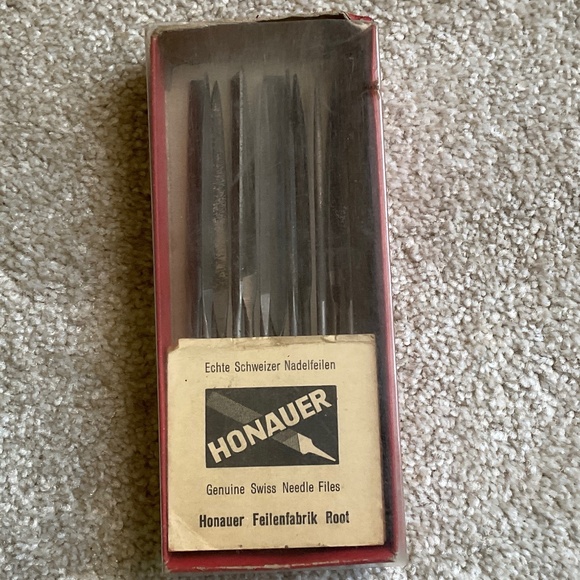 Echte Schweizer Nadelfeilen
HONAUER
Genuine Swiss Needle Files
Honauer Feilenfabrik Root